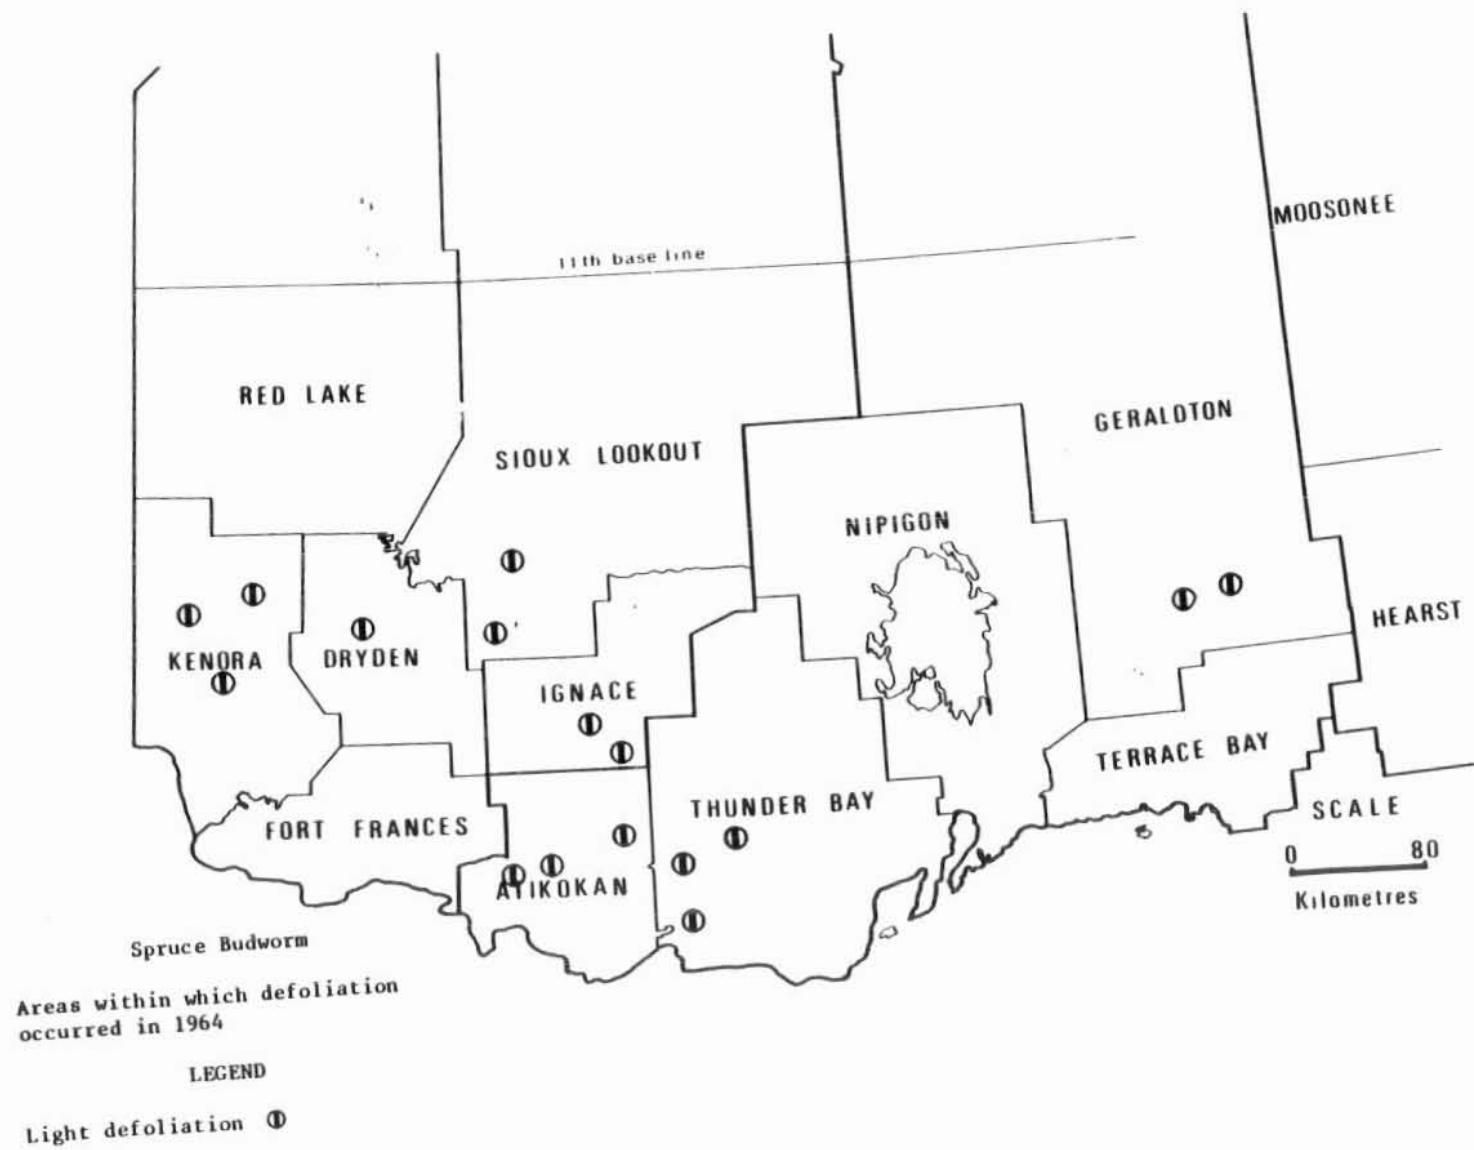 MOOSONEE
11th base line
RED LAKE
GERALDTON
SIOUX LOOKOUT
NIPIGON
HEARST
KENORA
DRYDEN
IGNACE
TERRACE BAY
THUNDER BAY
SCALE
FORT FRANCES
0 80
ATIKOKAN
Kilometres
Spruce Budworm
Areas within which defoliation
occurred in 1964
LEGEND
Light defoliation